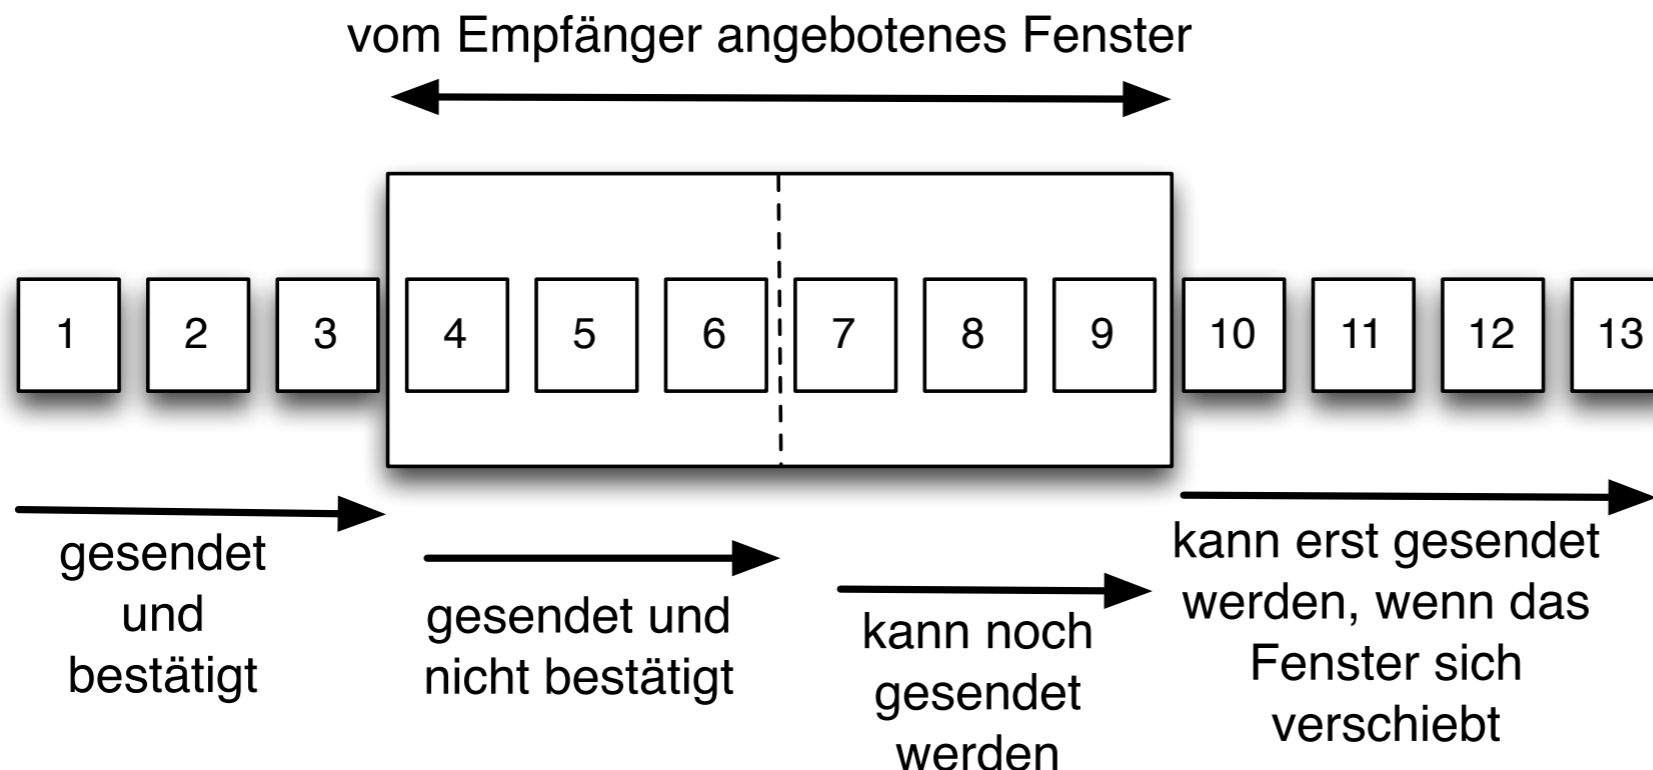 vom Empfänger angebotenes Fenster
1 2 3 4 5 6 7 8 9 10 11 12 13
gesendet
und
bestätigt
gesendet und
nicht bestätigt
kann noch
gesendet
werden
kann erst gesendet
werden, wenn das
Fenster sich
verschiebt